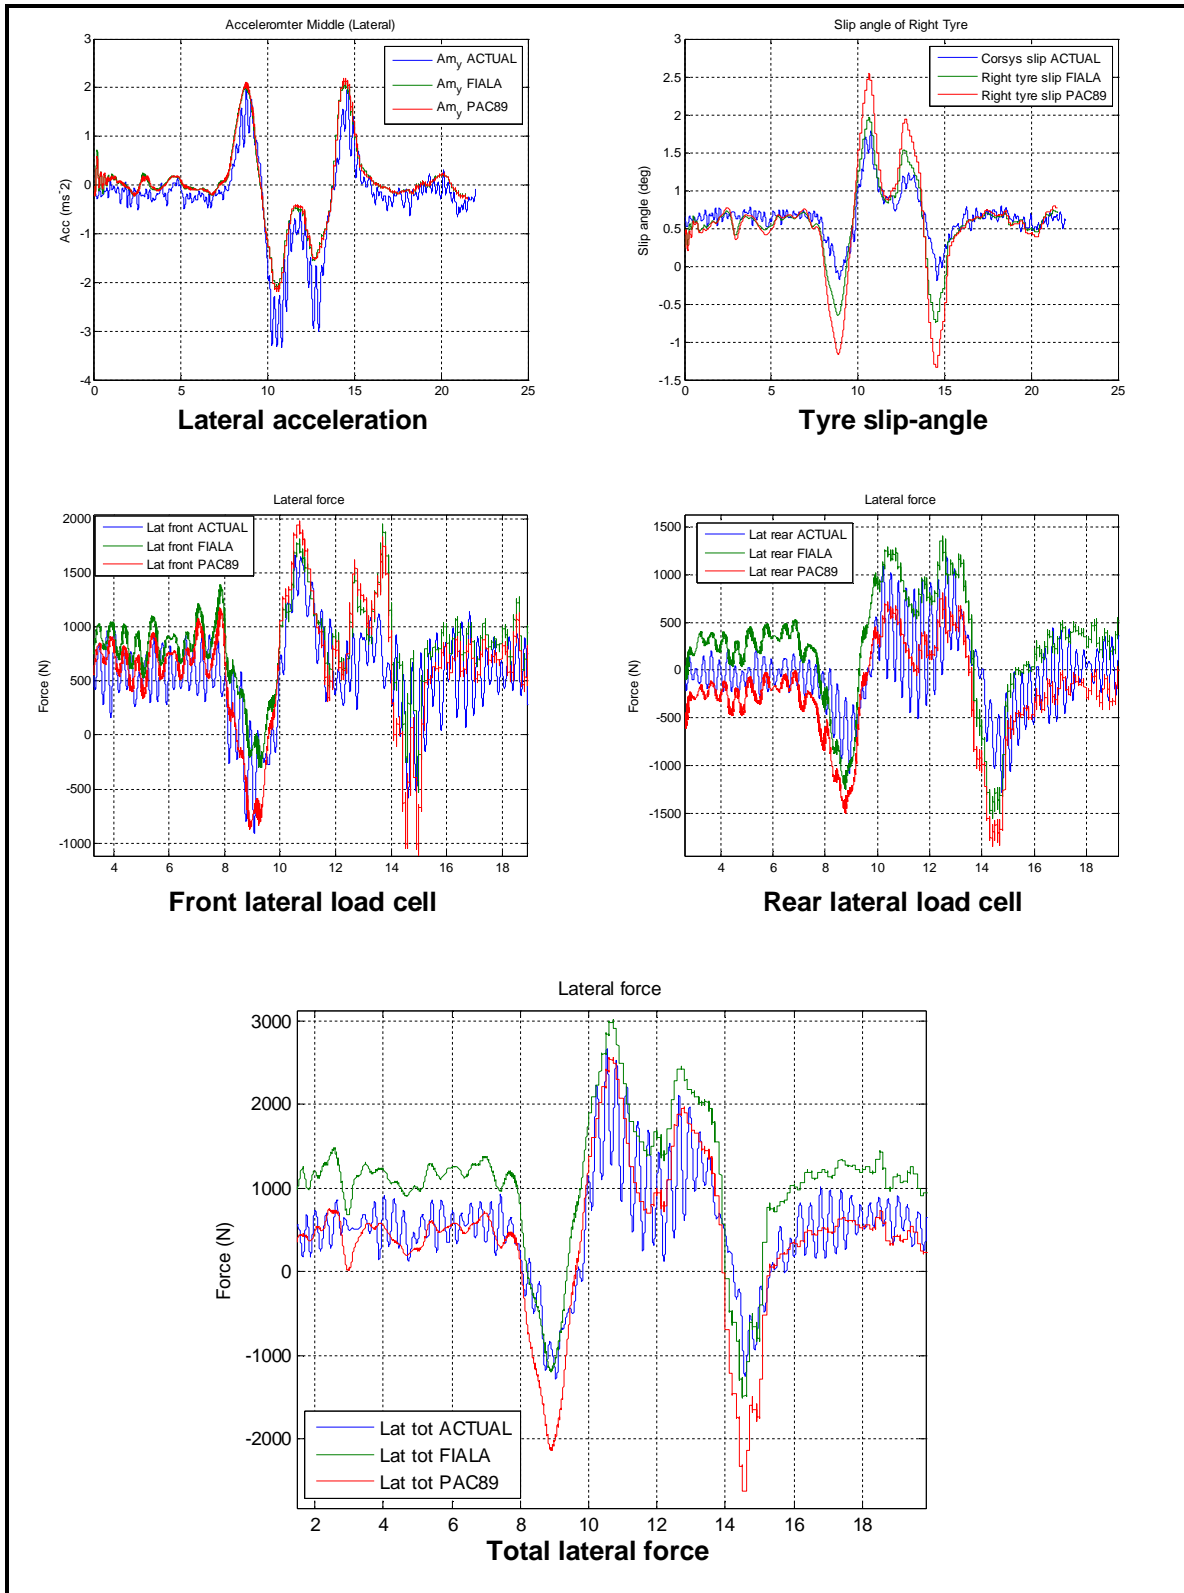 Acceleromter Middle (Lateral)
3
2
1
0
-1
-2
-3
-4
Acc (ms-2)
Am_y ACTUAL
Am_y FIALA
Am_y PAC89
0 5 10 15 20 25
Lateral acceleration
Slip angle of Right Tyre
3
2.5
2
1.5
1
0.5
0
-0.5
-1
-1.5
Slip angle (deg)
Corsys slip ACTUAL
Right tyre slip FIALA
Right tyre slip PAC89
0 5 10 15 20 25
Tyre slip-angle
Lateral force
2000
1500
1000
500
0
-500
-1000
Force (N)
Lat front ACTUAL
Lat front FIALA
Lat front PAC89
4 6 8 10 12 14 16 18
Front lateral load cell
Lateral force
1500
1000
500
0
-500
-1000
-1500
Force (N)
Lat rear ACTUAL
Lat rear FIALA
Lat rear PAC89
4 6 8 10 12 14 16 18
Rear lateral load cell
Lateral force
3000
2000
1000
0
-1000
-2000
Force (N)
Lat tot ACTUAL
Lat tot FIALA
Lat tot PAC89
2 4 6 8 10 12 14 16 18
Total lateral force